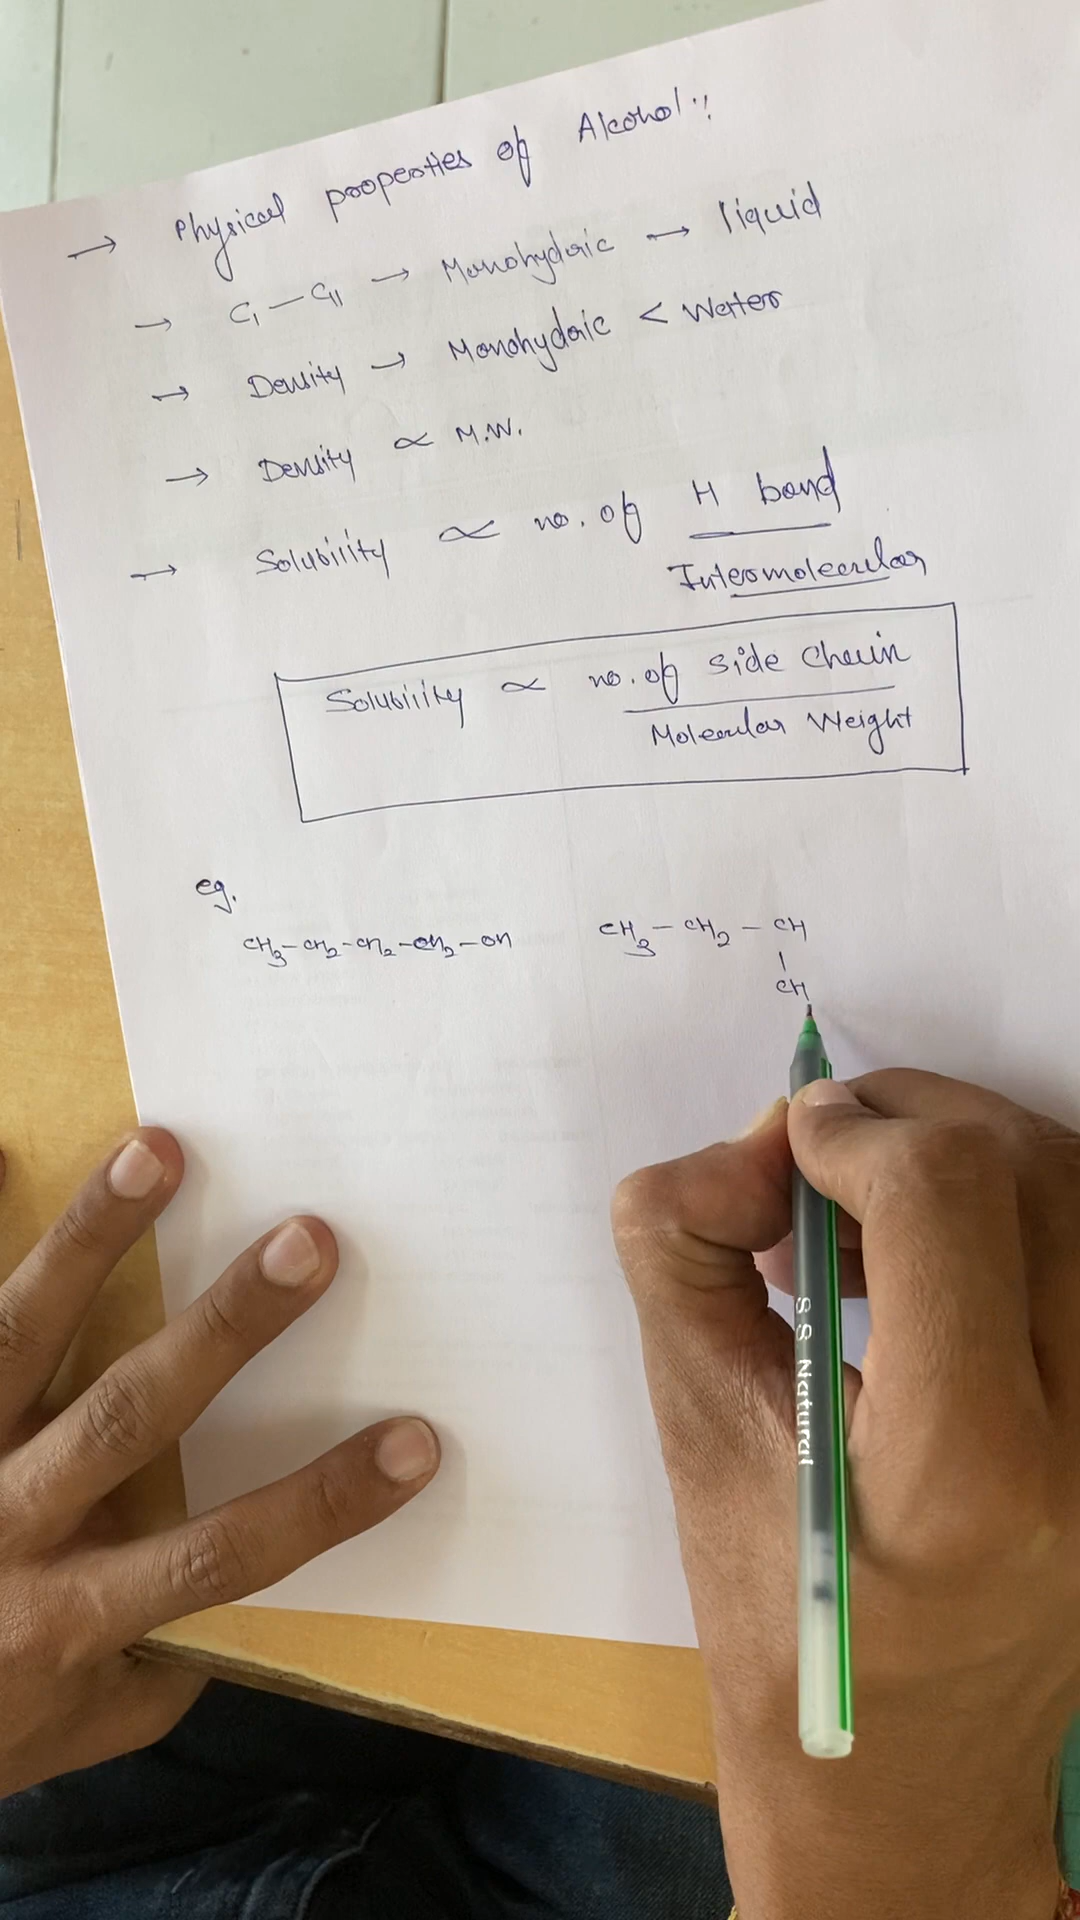 → Physical properties of Alcohol :
→ C₁ — C₁₁ → Monohydric → liquid
→ Density → Monohydric < Water
→ Density ∝ M.W.
→ Solubility ∝ no. of H bond
Intermolecular
Solubility ∝ no. of side chain
Molecular Weight
eg.
CH₃-CH₂-CH₂-CH₂-OH CH₃-CH₂-CH
|
CH
S S Natural